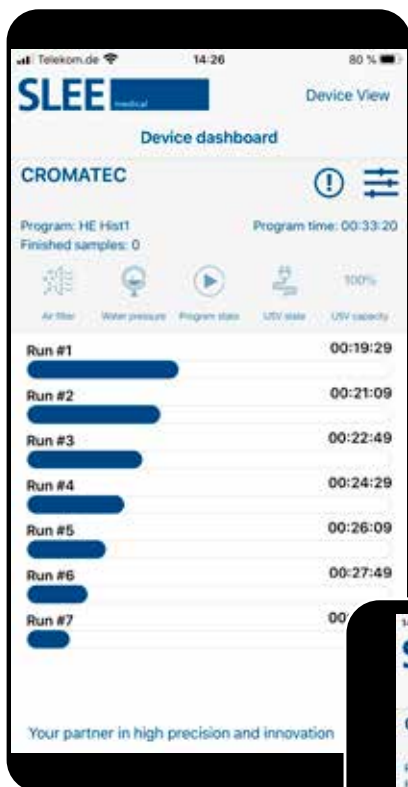 Telekom.de 14:26 80 %
SLEE medical Device View
Device dashboard
CROMATEC
Program: HE Hist1 Program time: 00:33:20
Finished samples: 0
100%
Air filter Water pressure Program state USV state USV capacity
Run #1 00:19:29
Run #2 00:21:09
Run #3 00:22:49
Run #4 00:24:29
Run #5 00:26:09
Run #6 00:27:49
Run #7 00:
Your partner in high precision and innovation